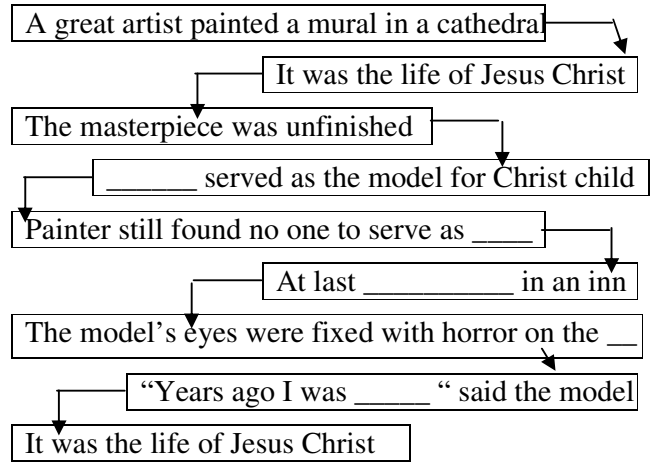 A great artist painted a mural in a cathedral
It was the life of Jesus Christ
The masterpiece was unfinished
______ served as the model for Christ child
Painter still found no one to serve as ____
At last __________ in an inn
The model’s eyes were fixed with horror on the __
“Years ago I was _____ “ said the model
It was the life of Jesus Christ